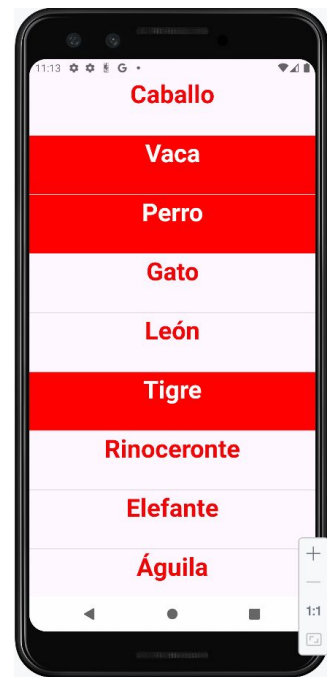 11:13 G
Caballo
Vaca
Perro
Gato
León
Tigre
Rinoceronte
Elefante
Águila
1:1